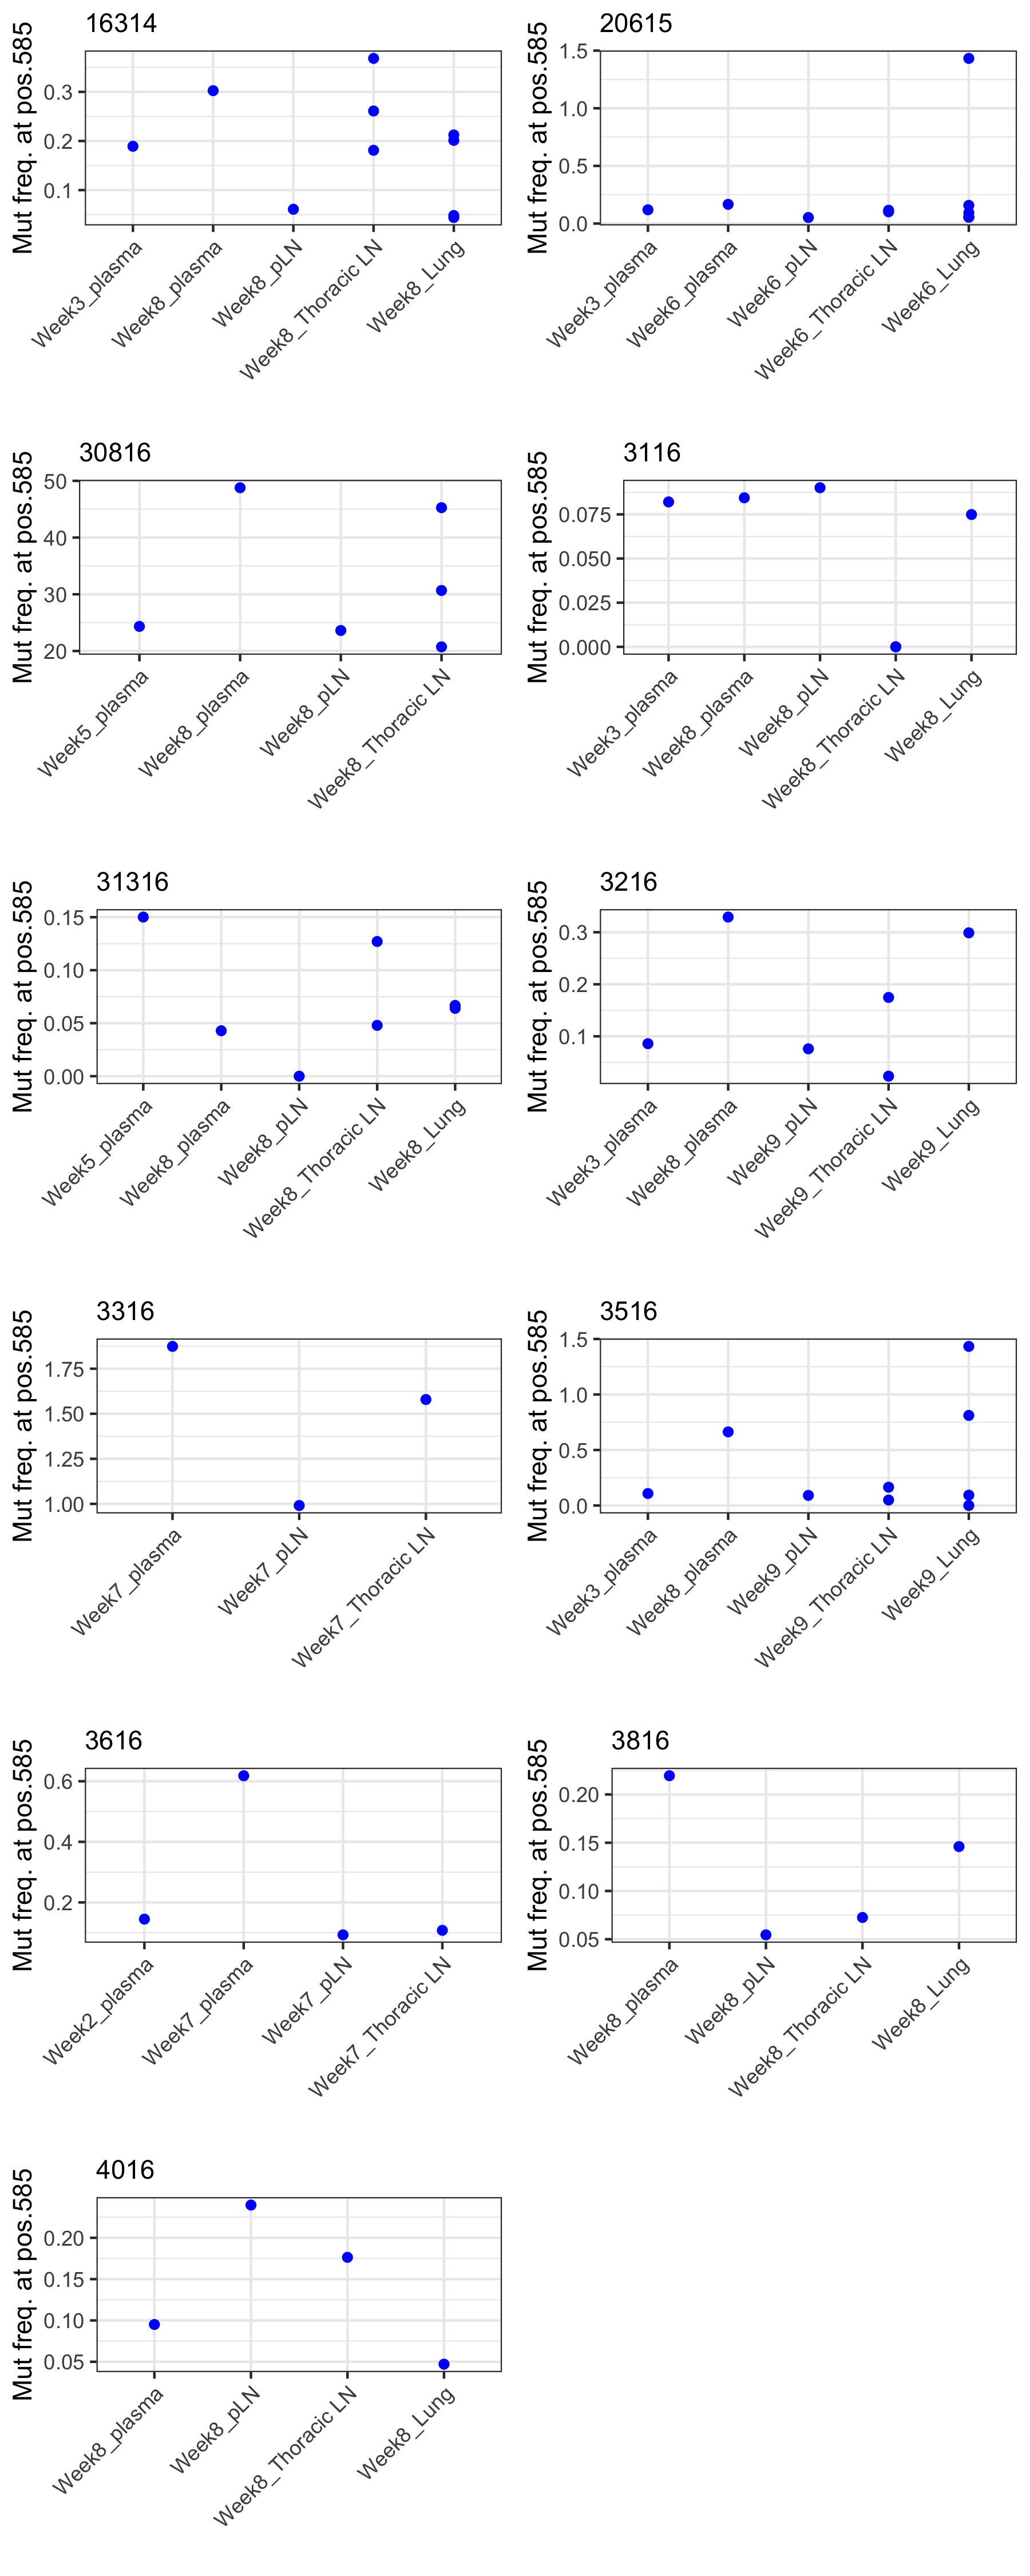 16314
Mut freq. at pos.585
0.3
0.2
0.1
Week3_plasma
Week8_plasma
Week8_pLN
Week8_Thoracic LN
Week8_Lung
20615
Mut freq. at pos.585
1.5
1.0
0.5
0.0
Week3_plasma
Week6_plasma
Week6_pLN
Week6_Thoracic LN
Week6_Lung
30816
Mut freq. at pos.585
50
40
30
20
Week5_plasma
Week8_plasma
Week8_pLN
Week8_Thoracic LN
3116
Mut freq. at pos.585
0.075
0.050
0.025
0.000
Week3_plasma
Week8_plasma
Week8_pLN
Week8_Thoracic LN
Week8_Lung
31316
Mut freq. at pos.585
0.15
0.10
0.05
0.00
Week5_plasma
Week8_plasma
Week8_pLN
Week8_Thoracic LN
Week8_Lung
3216
Mut freq. at pos.585
0.3
0.2
0.1
Week3_plasma
Week8_plasma
Week9_pLN
Week9_Thoracic LN
Week9_Lung
3316
Mut freq. at pos.585
1.75
1.50
1.25
1.00
Week7_plasma
Week7_pLN
Week7_Thoracic LN
3516
Mut freq. at pos.585
1.5
1.0
0.5
0.0
Week3_plasma
Week8_plasma
Week9_pLN
Week9_Thoracic LN
Week9_Lung
3616
Mut freq. at pos.585
0.6
0.4
0.2
Week2_plasma
Week7_plasma
Week7_pLN
Week7_Thoracic LN
3816
Mut freq. at pos.585
0.20
0.15
0.10
0.05
Week8_plasma
Week8_pLN
Week8_Thoracic LN
Week8_Lung
4016
Mut freq. at pos.585
0.20
0.15
0.10
0.05
Week8_plasma
Week8_pLN
Week8_Thoracic LN
Week8_Lung